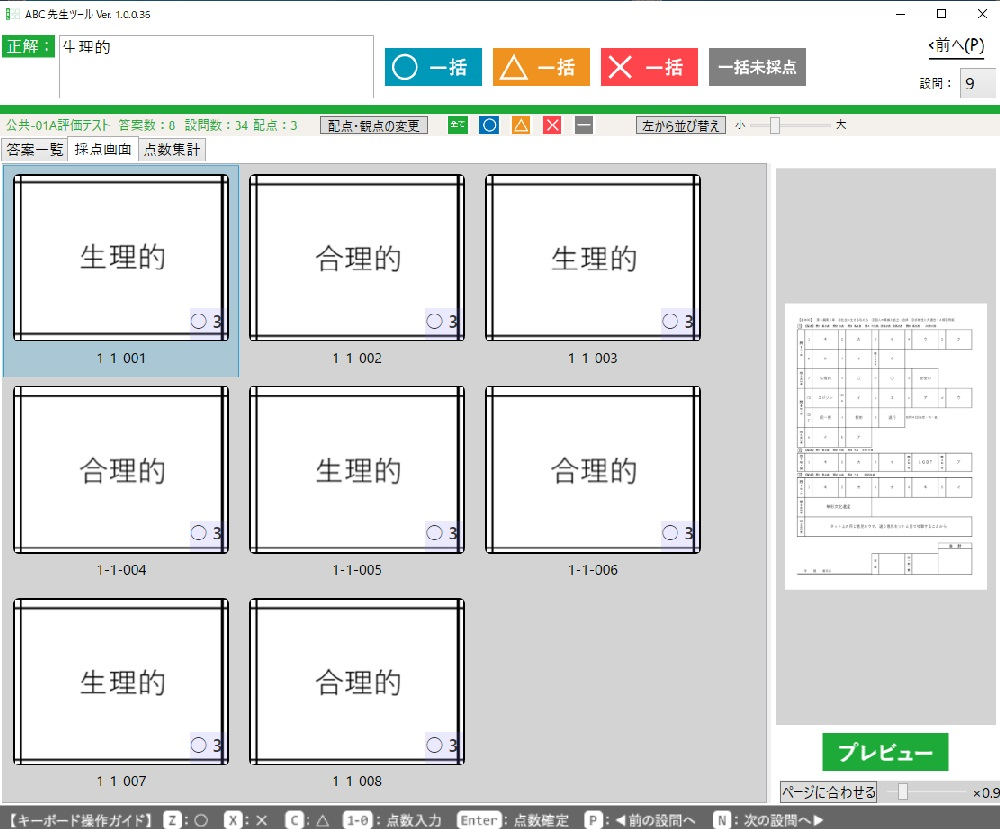 ABC 先生ツール Ver. 1.0.0.36
正解：
生理的
◯ 一括
△ 一括
✕ 一括
一括未採点
<前へ(P)
設問： 9
公共-01A評価テスト 答案数：8 設問数：34 配点：3
配点・観点の変更
全て
左から並び替え
小 大
答案一覧 採点画面 点数集計
生理的
◯ 3
1-1-001
合理的
◯ 3
1-1-002
生理的
◯ 3
1-1-003
合理的
◯ 3
1-1-004
生理的
◯ 3
1-1-005
合理的
◯ 3
1-1-006
生理的
◯ 3
1-1-007
合理的
◯ 3
1-1-008
LGBT
プレビュー
ページに合わせる ×0.9
【キーボード操作ガイド】 Z：◯ X：✕ C：△ 1-0：点数入力 Enter：点数確定 P：◀前の設問へ N：次の設問へ▶